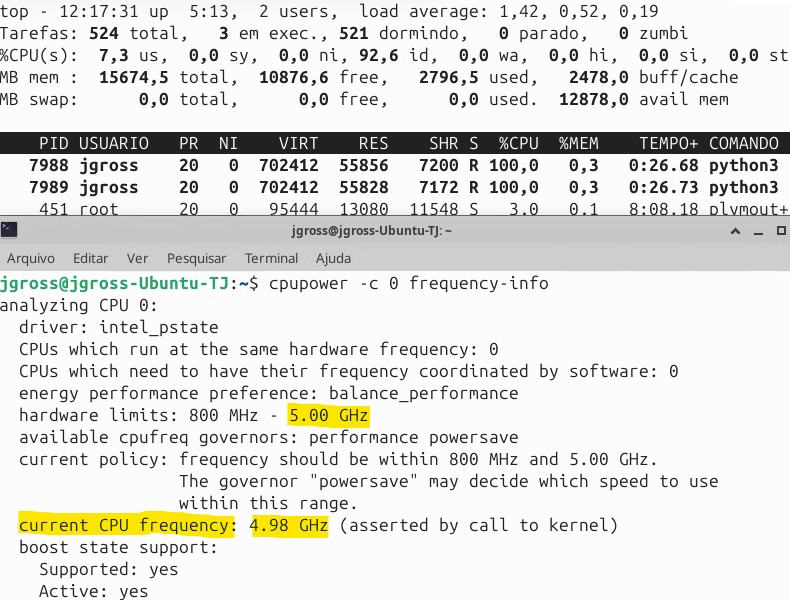 top - 12:17:31 up  5:13,  2 users,  load average: 1,42, 0,52, 0,19
Tarefas: 524 total,   3 em exec., 521 dormindo,   0 parado,   0 zumbi
%CPU(s):  7,3 us,  0,0 sy,  0,0 ni, 92,6 id,  0,0 wa,  0,0 hi,  0,0 si,  0,0 st
MB mem :  15674,5 total,  10876,6 free,   2796,5 used,   2478,0 buff/cache
MB swap:      0,0 total,      0,0 free,      0,0 used.  12878,0 avail mem
PID USUARIO   PR  NI    VIRT    RES    SHR S  %CPU  %MEM    TEMPO+ COMANDO
7988 jgross    20   0  702412  55856   7200 R 100,0   0,3   0:26.68 python3
7989 jgross    20   0  702412  55828   7172 R 100,0   0,3   0:26.73 python3
451 root      20   0   95444  13080  11548 S   3,0   0,1   8:08.18 plymout+
jgross@jgross-Ubuntu-TJ: ~
Arquivo  Editar  Ver  Pesquisar  Terminal  Ajuda
jgross@jgross-Ubuntu-TJ:~$ cpupower -c 0 frequency-info
analyzing CPU 0:
  driver: intel_pstate
  CPUs which run at the same hardware frequency: 0
  CPUs which need to have their frequency coordinated by software: 0
  energy performance preference: balance_performance
  hardware limits: 800 MHz - 5.00 GHz
  available cpufreq governors: performance powersave
  current policy: frequency should be within 800 MHz and 5.00 GHz.
                  The governor "powersave" may decide which speed to use
                  within this range.
  current CPU frequency: 4.98 GHz (asserted by call to kernel)
  boost state support:
    Supported: yes
    Active: yes